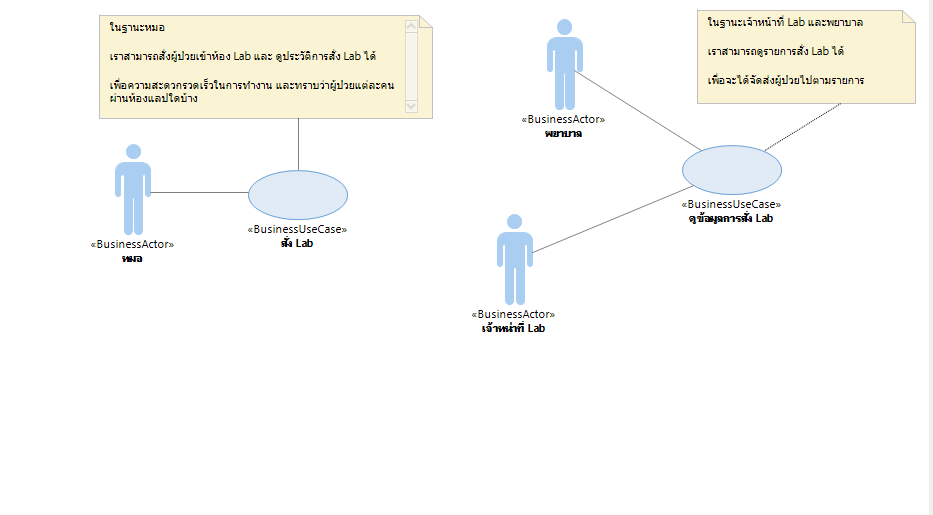 ในฐานะหมอ
เราสามารถสั่งผู้ป่วยเข้าห้อง Lab และ ดูประวัติการสั่ง Lab ได้
เพื่อความสะดวกรวดเร็วในการทำงาน และทราบว่าผู้ป่วยแต่ละคน
ผ่านห้องแลปใดบ้าง
«BusinessActor»
หมอ
«BusinessUseCase»
สั่ง Lab
«BusinessActor»
พยาบาล
«BusinessActor»
เจ้าหน่าที่ Lab
ในฐานะเจ้าหน้าที่ Lab และพยาบาล
เราสามารถดูรายการสั่ง Lab ได้
เพื่อจะได้จัดส่งผู้ป่วยไปตามรายการ
«BusinessUseCase»
ดูข้อมูลการสั่ง Lab